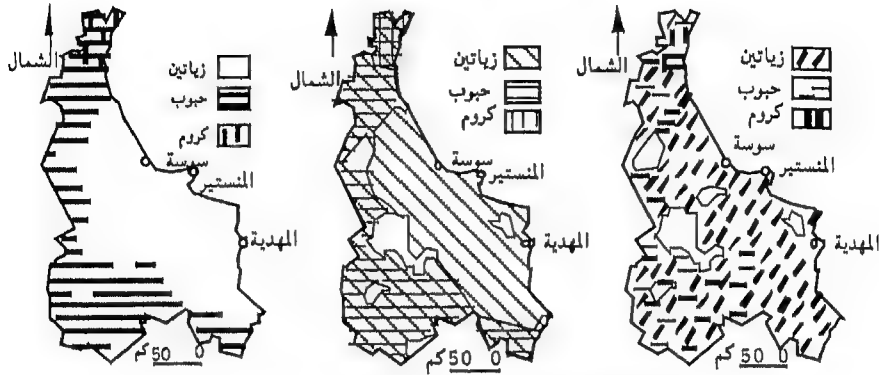 الشمال
زياتين
حبوب
كروم
سوسة
المنستير
المهدية
50 0 كم
الشمال
زياتين
حبوب
كروم
سوسة
المنستير
المهدية
50 0 كم
الشمال
زياتين
حبوب
كروم
سوسة
المنستير
المهدية
50 0 كم